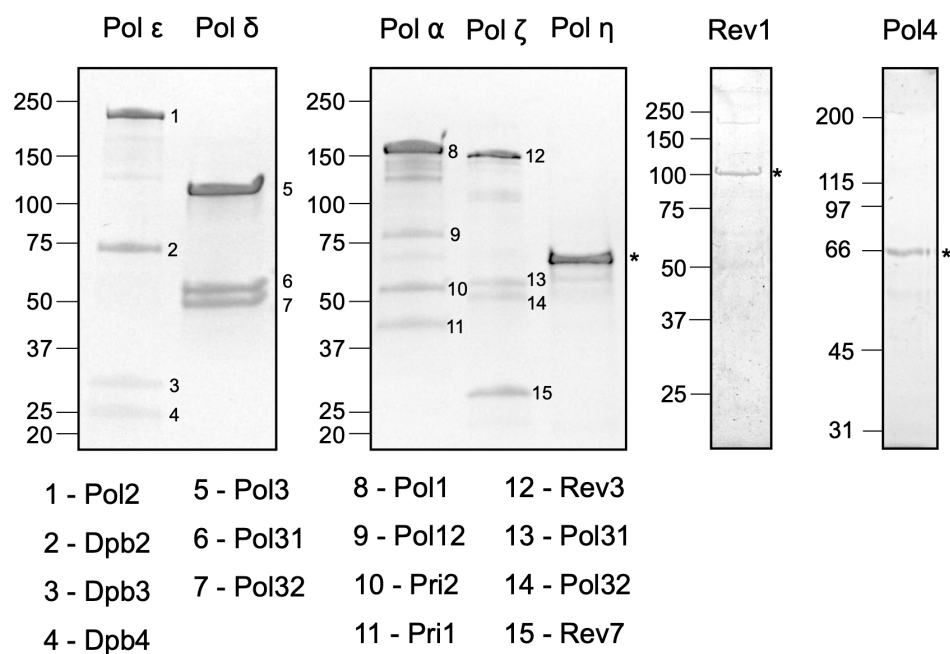 Pol ε Pol δ Pol α Pol ζ Pol η Rev1 Pol4
250 150 100 75 50 37 25 20
1 2 3 4 5 6 7
250 150 100 75 50 37 25 20
8 9 10 11 12 13 14 15 *
250 150 100 75 50 37 25 *
200 115 97 66 45 31 *
1 - Pol2 5 - Pol3 8 - Pol1 12 - Rev3
2 - Dpb2 6 - Pol31 9 - Pol12 13 - Pol31
3 - Dpb3 7 - Pol32 10 - Pri2 14 - Pol32
4 - Dpb4 11 - Pri1 15 - Rev7